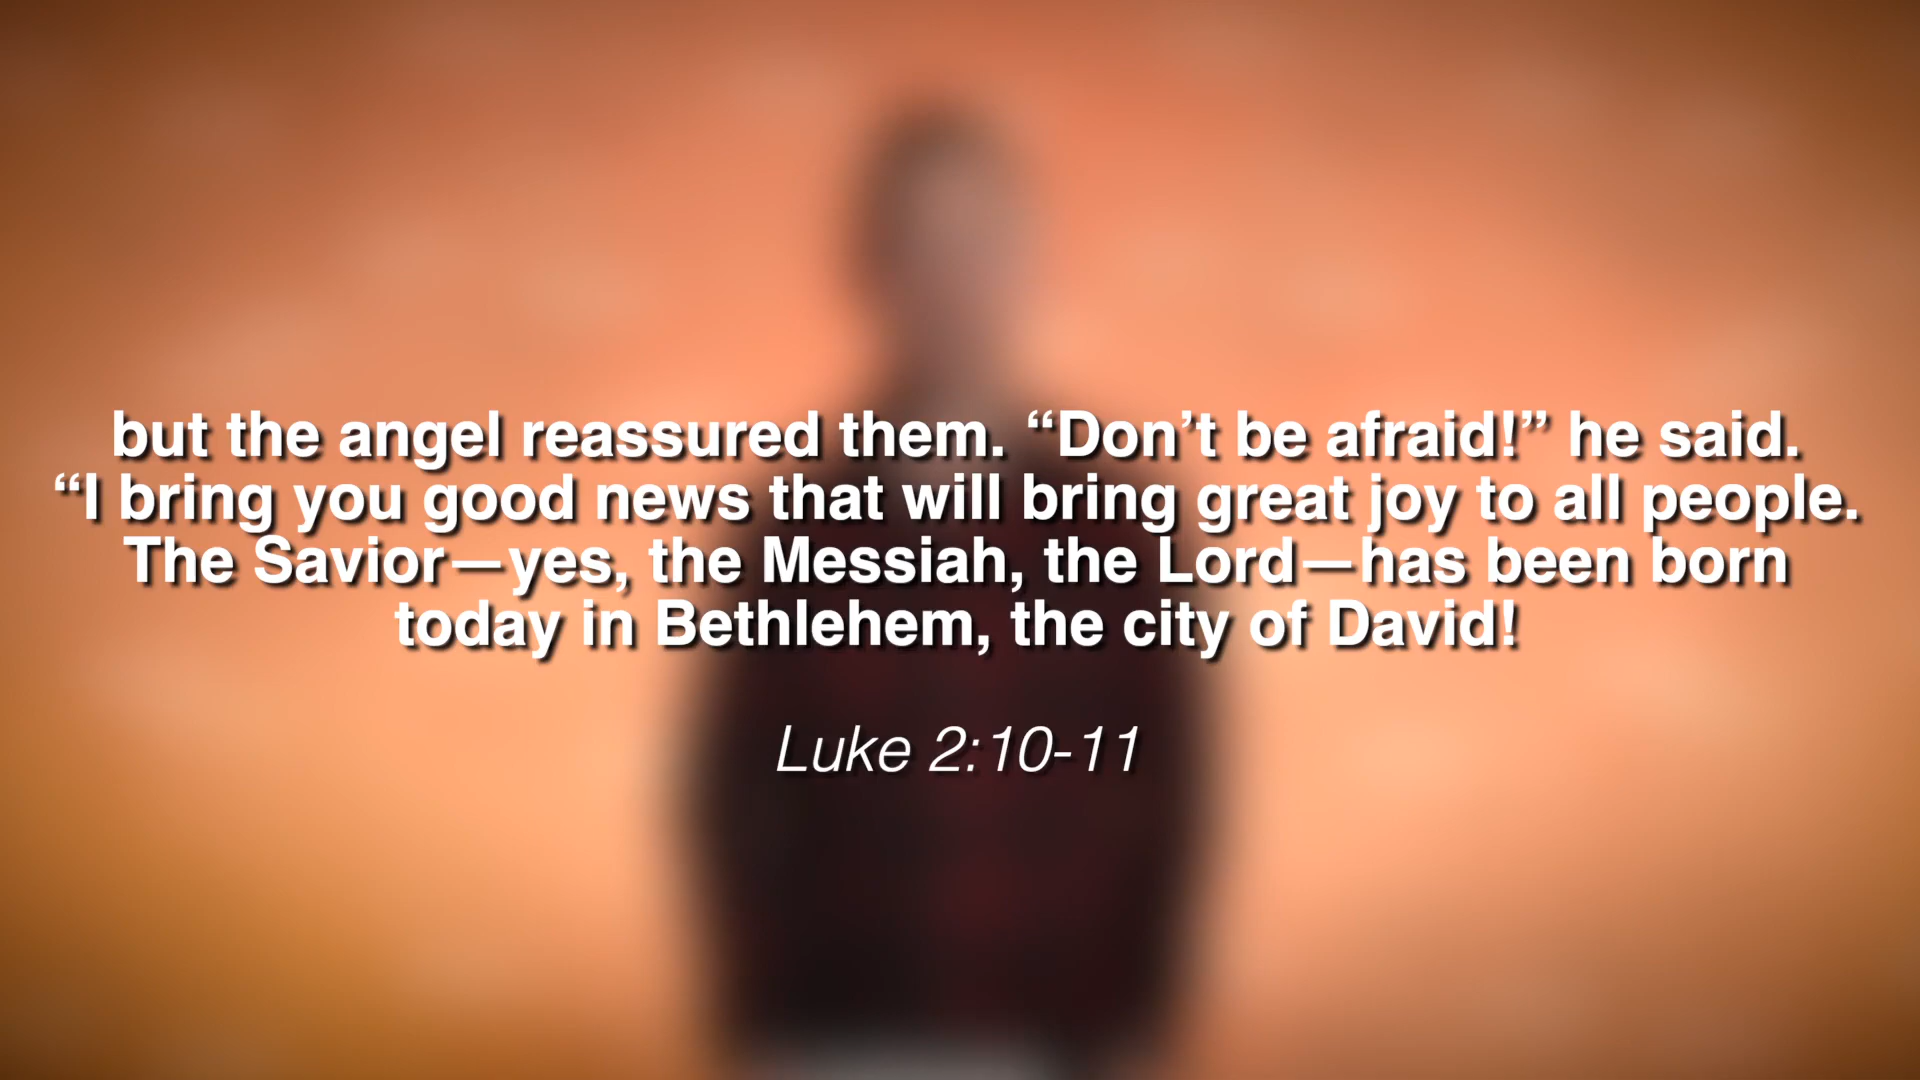 but the angel reassured them. “Don’t be afraid!” he said.
“I bring you good news that will bring great joy to all people.
The Savior—yes, the Messiah, the Lord—has been born
today in Bethlehem, the city of David!
Luke 2:10-11